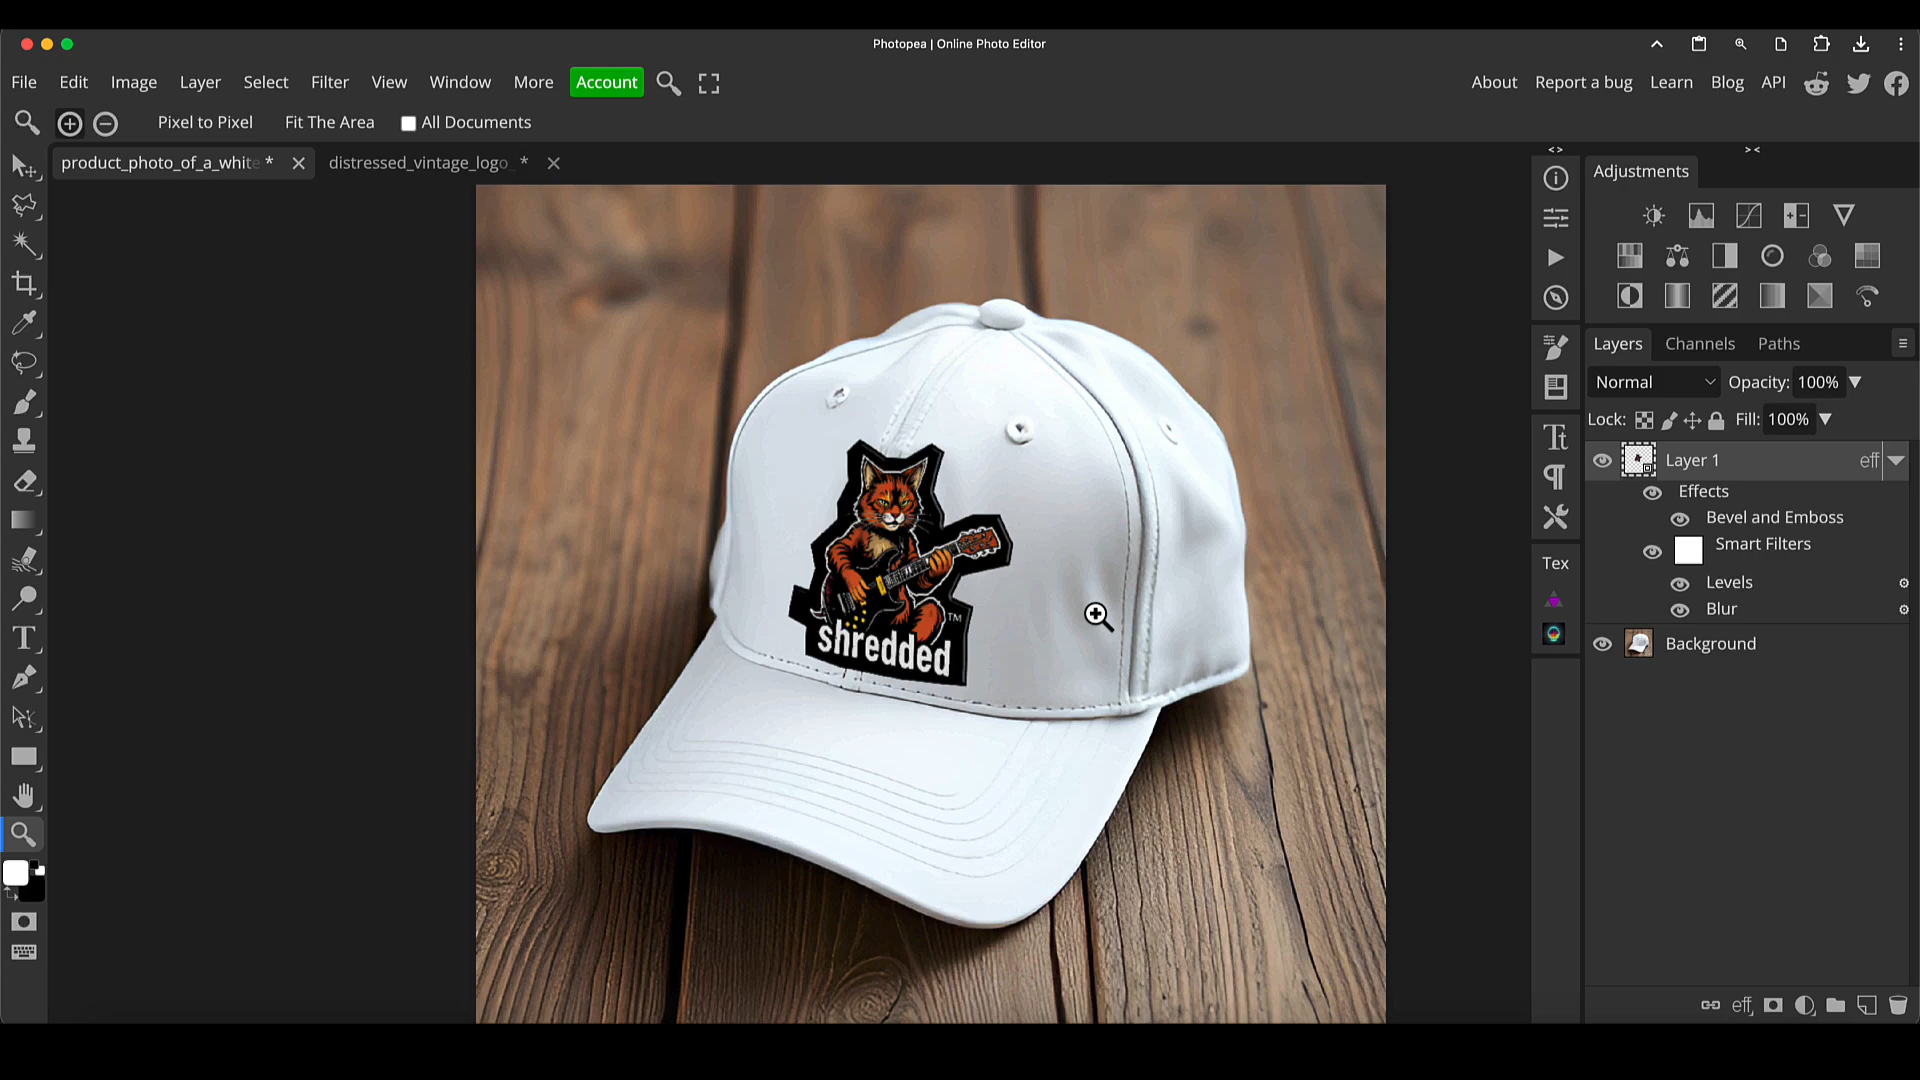 Photopea | Online Photo Editor
File Edit Image Layer Select Filter View Window More Account
About Report a bug Learn Blog API
Pixel to Pixel Fit The Area All Documents
product_photo_of_a_white * distressed_vintage_logo_ *
Adjustments
Layers Channels Paths
Normal Opacity: 100%
Lock: Fill: 100%
Layer 1 eff
Effects
Bevel and Emboss
Smart Filters
Levels
Blur
Background
Tex
TM
shredded
eff